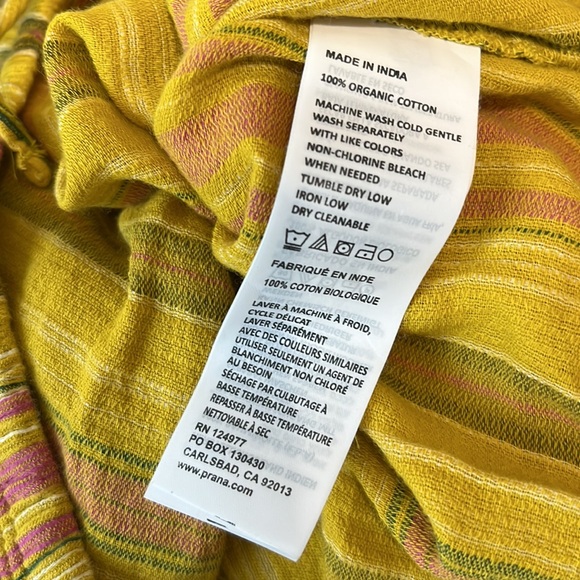 MADE IN INDIA
100% ORGANIC COTTON
MACHINE WASH COLD GENTLE
WASH SEPARATELY
WITH LIKE COLORS
NON-CHLORINE BLEACH
WHEN NEEDED
TUMBLE DRY LOW
IRON LOW
DRY CLEANABLE
FABRIQUÉ EN INDE
100% COTON BIOLOGIQUE
LAVER À MACHINE À FROID,
CYCLE DÉLICAT
LAVER SÉPARÉMENT
AVEC DES COULEURS SIMILAIRES
UTILISER SEULEMENT UN AGENT DE
BLANCHIMENT NON CHLORÉ
AU BESOIN
SÉCHAGE PAR CULBUTAGE À
BASSE TEMPÉRATURE
REPASSER À BASSE TEMPÉRATURE
NETTOYABLE À SEC
RN 124977
PO BOX 130430
CARLSBAD, CA 92013
www.prana.com